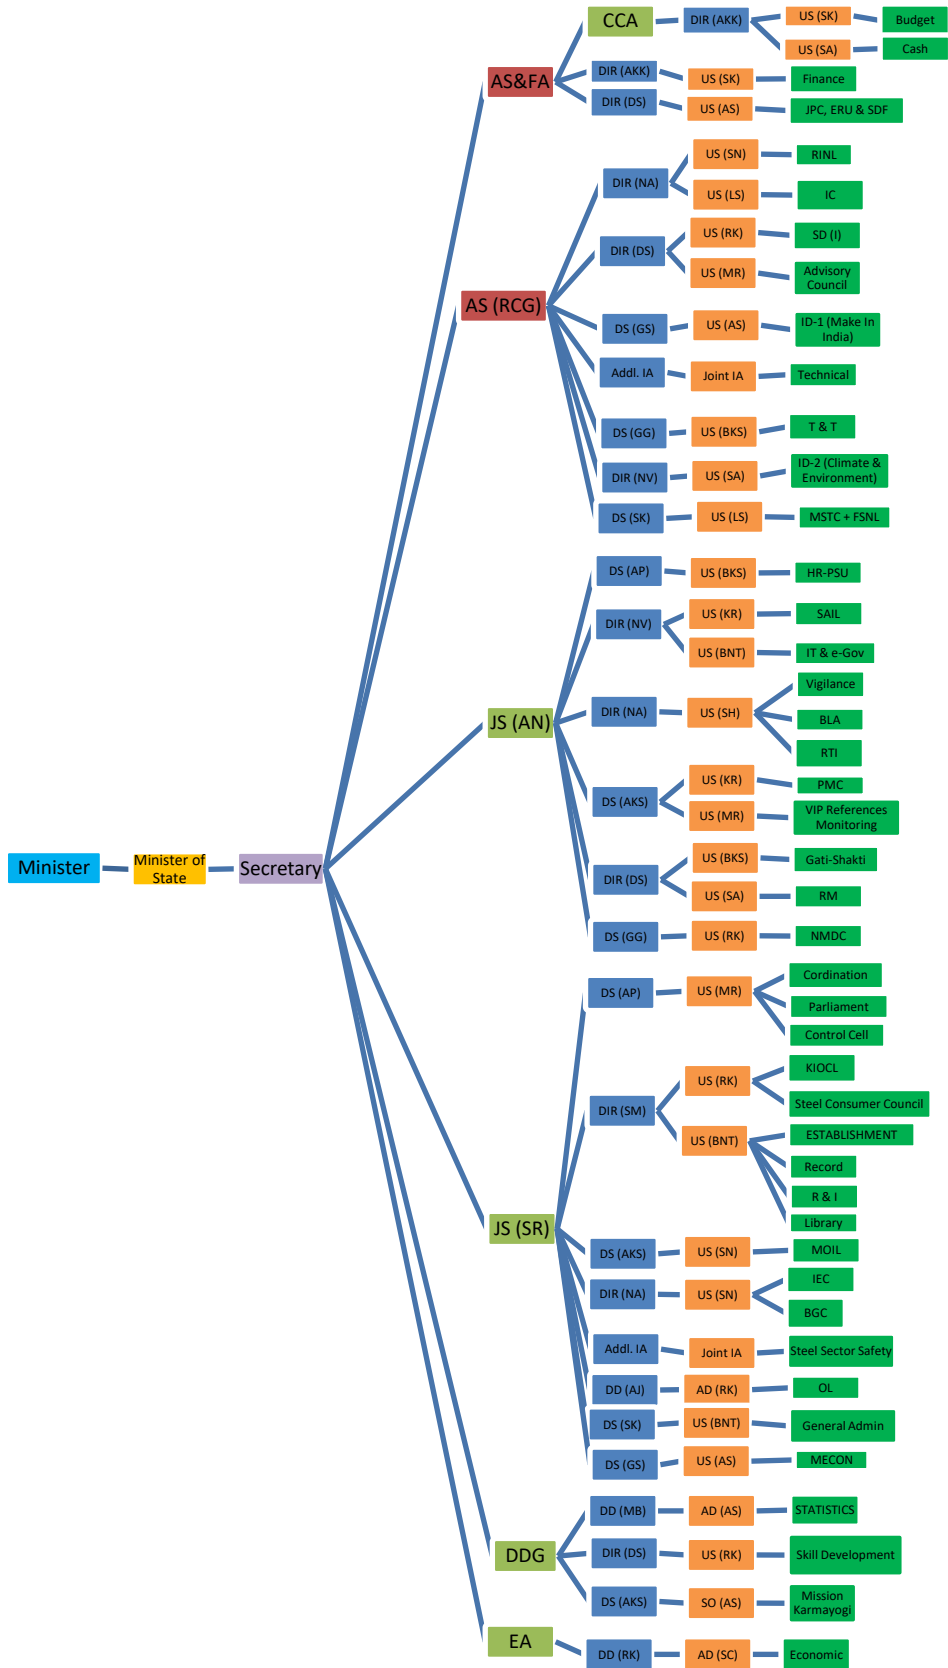 CCA
DIR (AKK)
US (SK)
Budget
US (SA)
Cash
AS&FA
DIR (AKK)
US (SK)
Finance
DIR (DS)
US (AS)
JPC, ERU & SDF
US (SN)
RINL
DIR (NA)
US (LS)
IC
US (RK)
SD (I)
DIR (DS)
US (MR)
Advisory
Council
AS (RCG)
DS (GS)
US (AS)
ID-1 (Make In
India)
Addl. IA
Joint IA
Technical
DS (GG)
US (BKS)
T & T
DIR (NV)
US (SA)
ID-2 (Climate &
Environment)
DS (SK)
US (LS)
MSTC + FSNL
DS (AP)
US (BKS)
HR-PSU
DIR (NV)
US (KR)
SAIL
US (BNT)
IT & e-Gov
JS (AN)
DIR (NA)
US (SH)
Vigilance
BLA
RTI
DS (AKS)
US (KR)
PMC
US (MR)
VIP References
Monitoring
Minister
Minister of
State
Secretary
DIR (DS)
US (BKS)
Gati-Shakti
US (SA)
RM
DS (GG)
US (RK)
NMDC
DS (AP)
US (MR)
Cordination
Parliament
Control Cell
DIR (SM)
US (RK)
KIOCL
Steel Consumer Council
US (BNT)
ESTABLISHMENT
Record
R & I
Library
JS (SR)
DS (AKS)
US (SN)
MOIL
DIR (NA)
US (SN)
IEC
BGC
Addl. IA
Joint IA
Steel Sector Safety
DD (AJ)
AD (RK)
OL
DS (SK)
US (BNT)
General Admin
DS (GS)
US (AS)
MECON
DD (MB)
AD (AS)
STATISTICS
DDG
DIR (DS)
US (RK)
Skill Development
DS (AKS)
SO (AS)
Mission
Karmayogi
EA
DD (RK)
AD (SC)
Economic